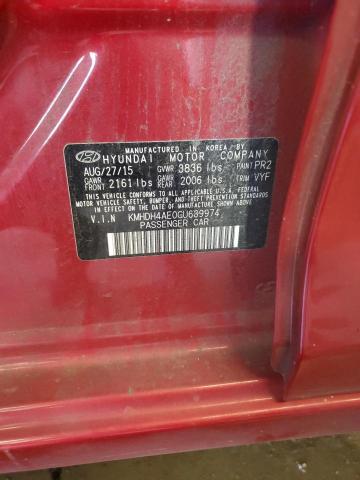 MANUFACTURED IN KOREA BY
HYUNDAI MOTOR COMPANY
AUG/27/15 GVWR 3836 lbs PAINT PR2
GAWR FRONT 2161 lbs GAWR REAR 2006 lbs TRIM VYF
THIS VEHICLE CONFORMS TO ALL APPLICABLE U.S. FEDERAL
MOTOR VEHICLE SAFETY, BUMPER, AND THEFT PREVENTION STANDARDS
IN EFFECT ON THE DATE OF MANUFACTURE SHOWN ABOVE.
V.I.N KMHDH4AE0GU689974
PASSENGER CAR